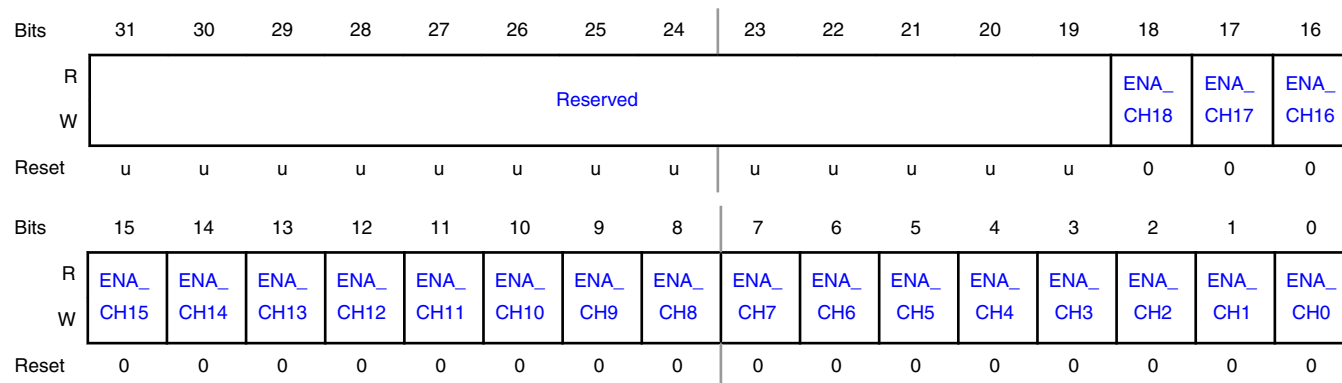 Bits 31 30 29 28 27 26 25 24 23 22 21 20 19 18 17 16
R Reserved ENA_ ENA_ ENA_
W CH18 CH17 CH16
Reset u u u u u u u u u u u u u 0 0 0
Bits 15 14 13 12 11 10 9 8 7 6 5 4 3 2 1 0
R ENA_ ENA_ ENA_ ENA_ ENA_ ENA_ ENA_ ENA_ ENA_ ENA_ ENA_ ENA_ ENA_ ENA_ ENA_ ENA_
W CH15 CH14 CH13 CH12 CH11 CH10 CH9 CH8 CH7 CH6 CH5 CH4 CH3 CH2 CH1 CH0
Reset 0 0 0 0 0 0 0 0 0 0 0 0 0 0 0 0